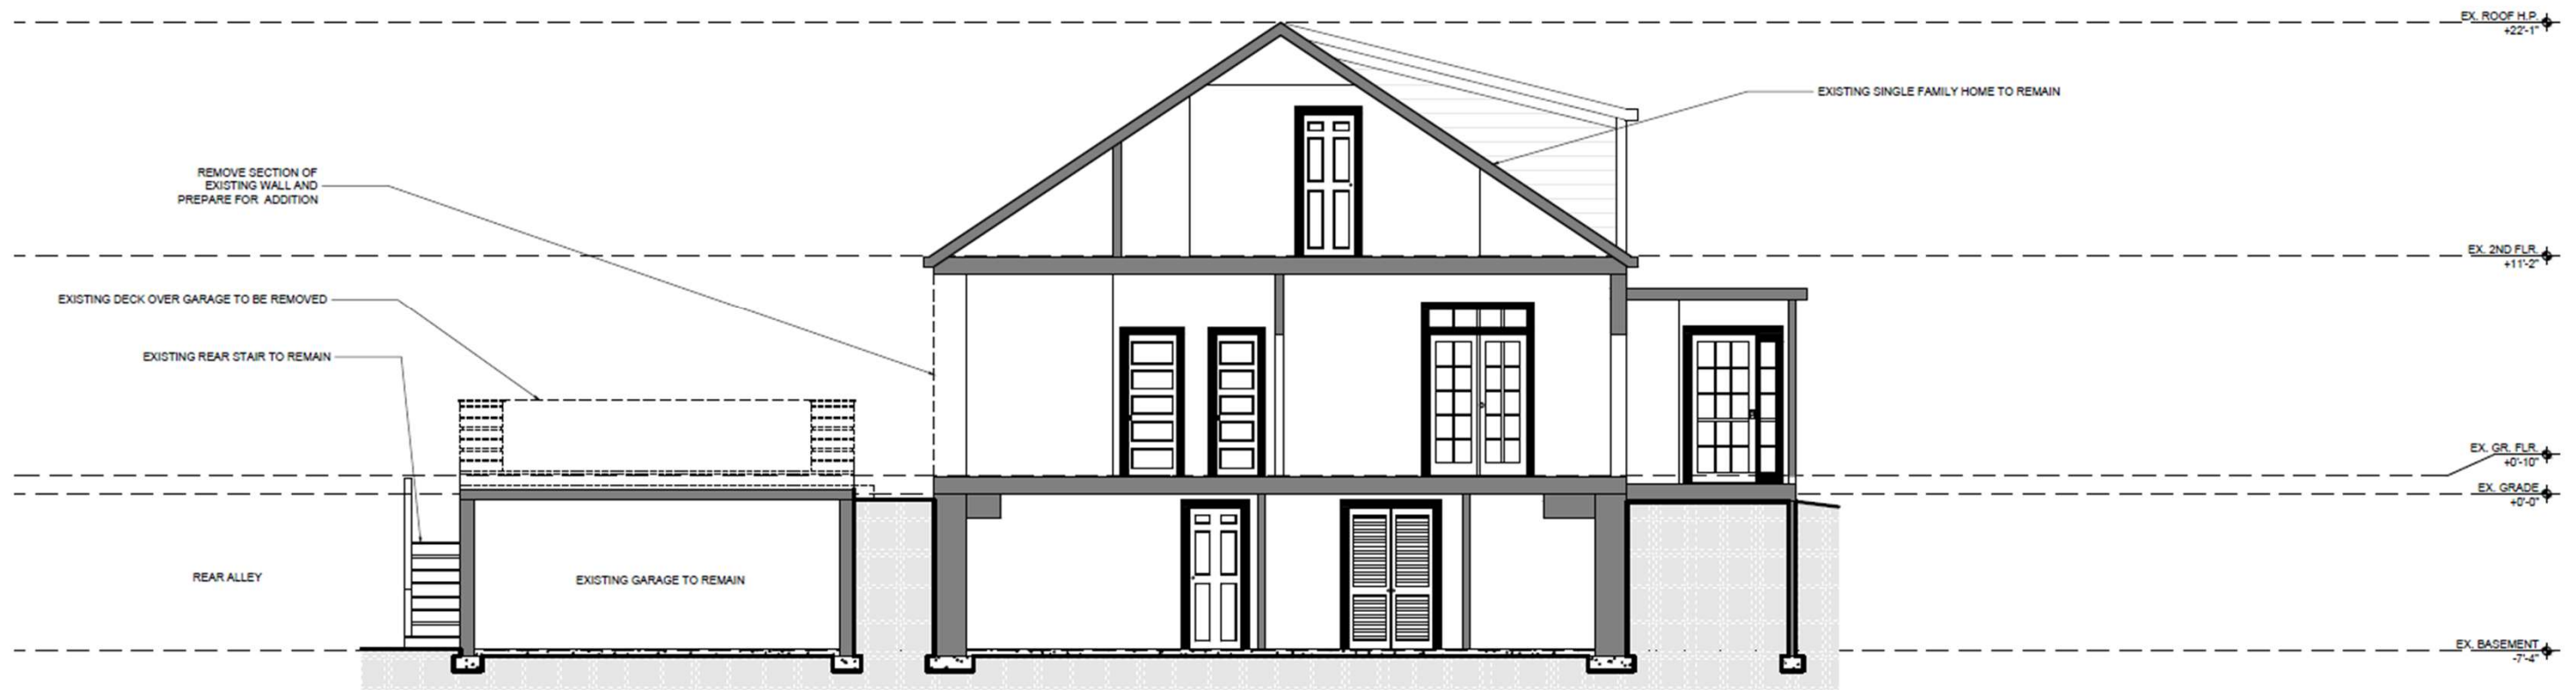 EX. ROOF H.P.
+22'-1"
EXISTING SINGLE FAMILY HOME TO REMAIN
REMOVE SECTION OF
EXISTING WALL AND
PREPARE FOR ADDITION
EX. 2ND FLR.
+11'-2"
EXISTING DECK OVER GARAGE TO BE REMOVED
EXISTING REAR STAIR TO REMAIN
EX. GR. FLR.
+0'-10"
EX. GRADE
+0'-0"
REAR ALLEY
EXISTING GARAGE TO REMAIN
EX. BASEMENT
-7'-4"